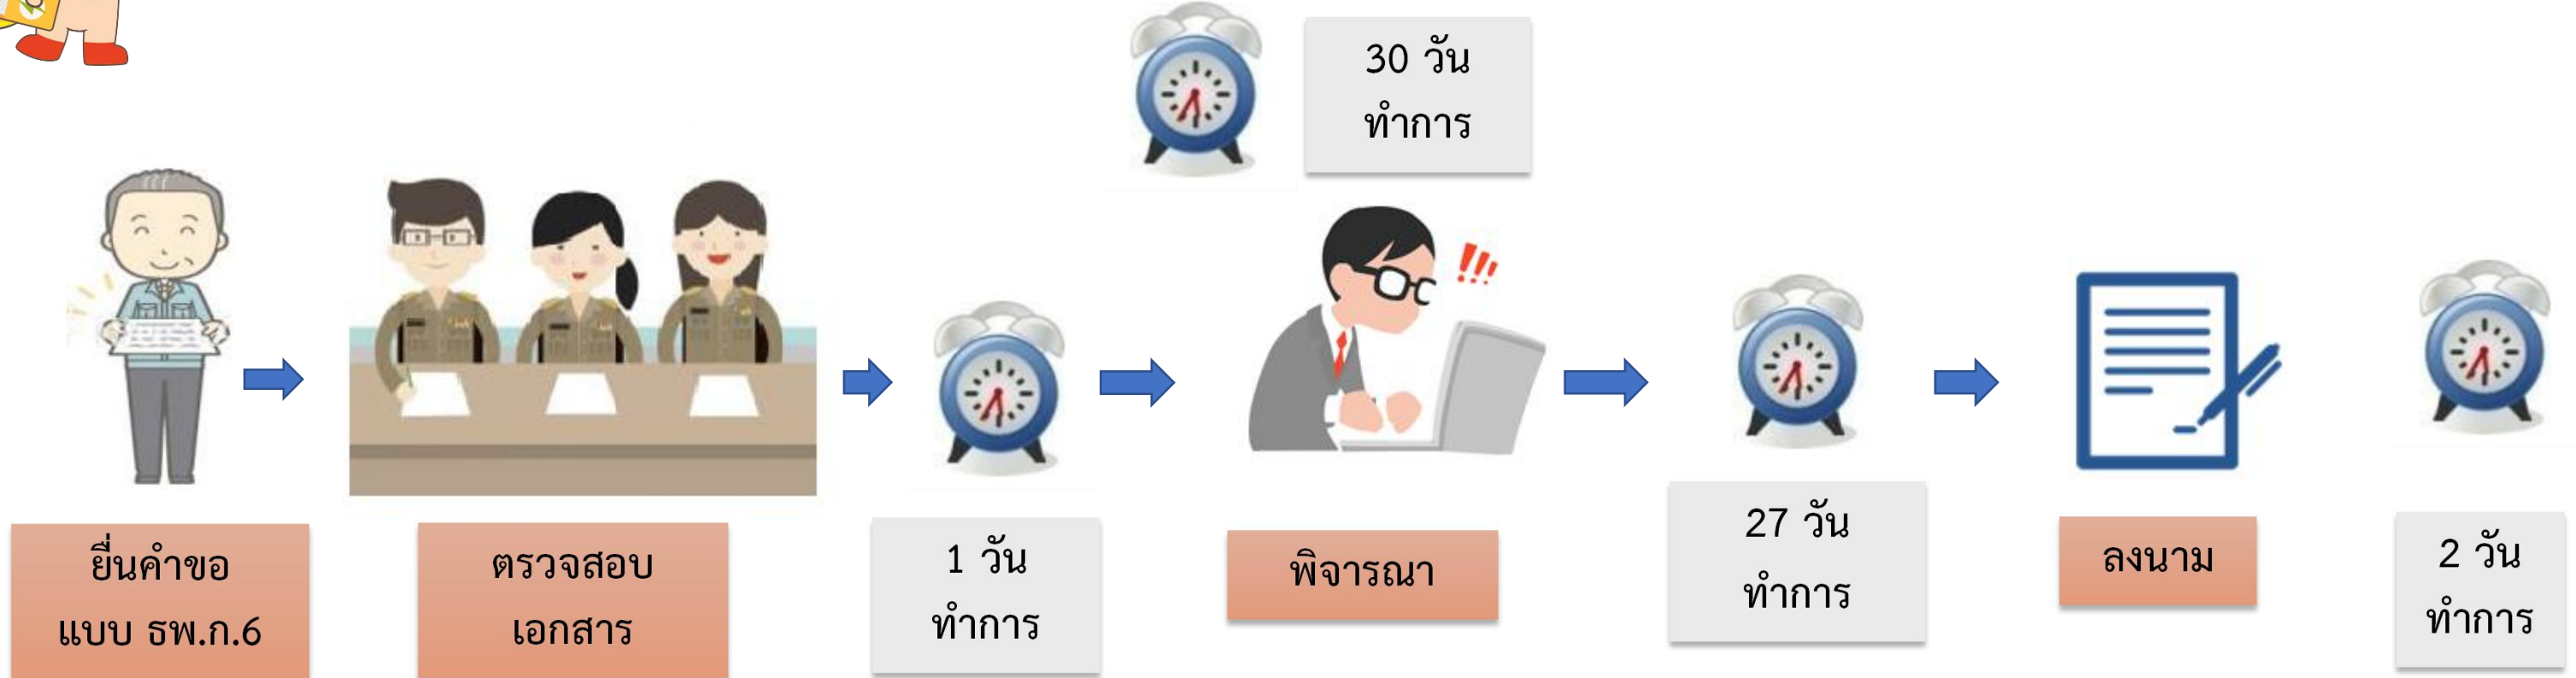 30 วัน
ทำการ
ยื่นคำขอ
แบบ ธพ.ก.6
ตรวจสอบ
เอกสาร
1 วัน
ทำการ
พิจารณา
27 วัน
ทำการ
ลงนาม
2 วัน
ทำการ